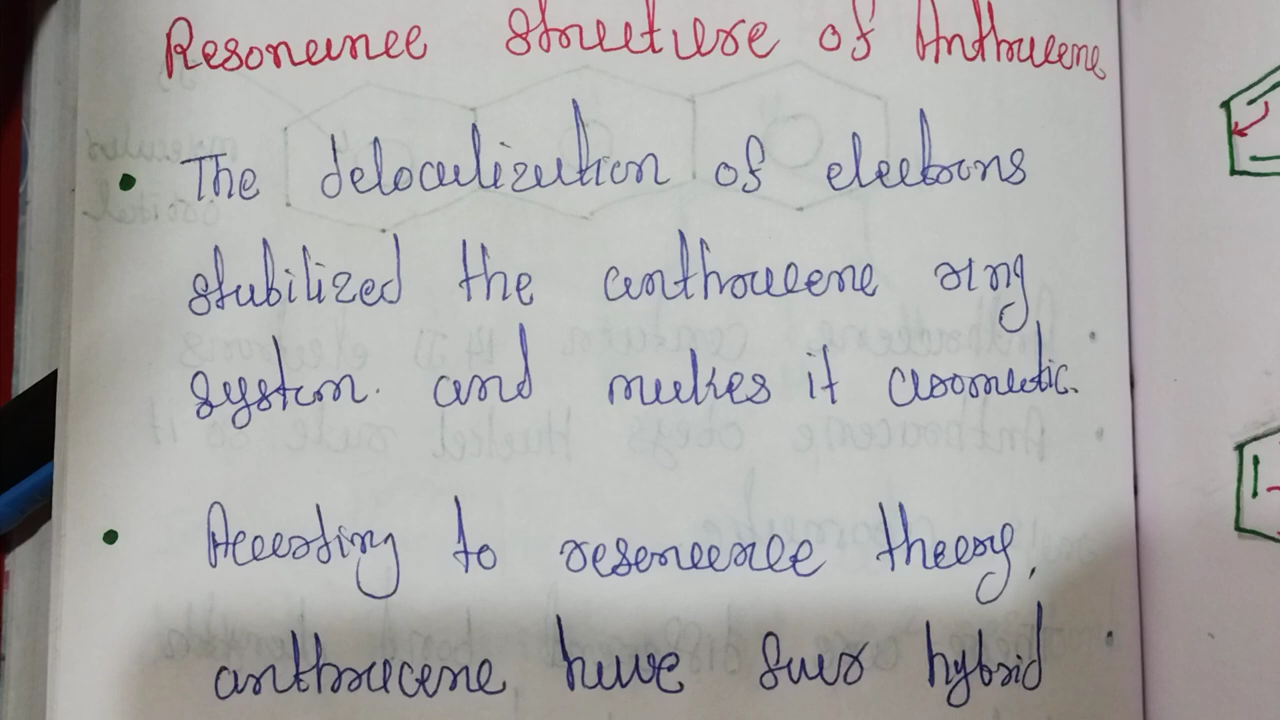 Resonance structure of Anthracene
The delocalization of electrons
stabilized the anthracene ring
system. and makes it aromatic.
According to resonance theory,
anthracene have four hybrid